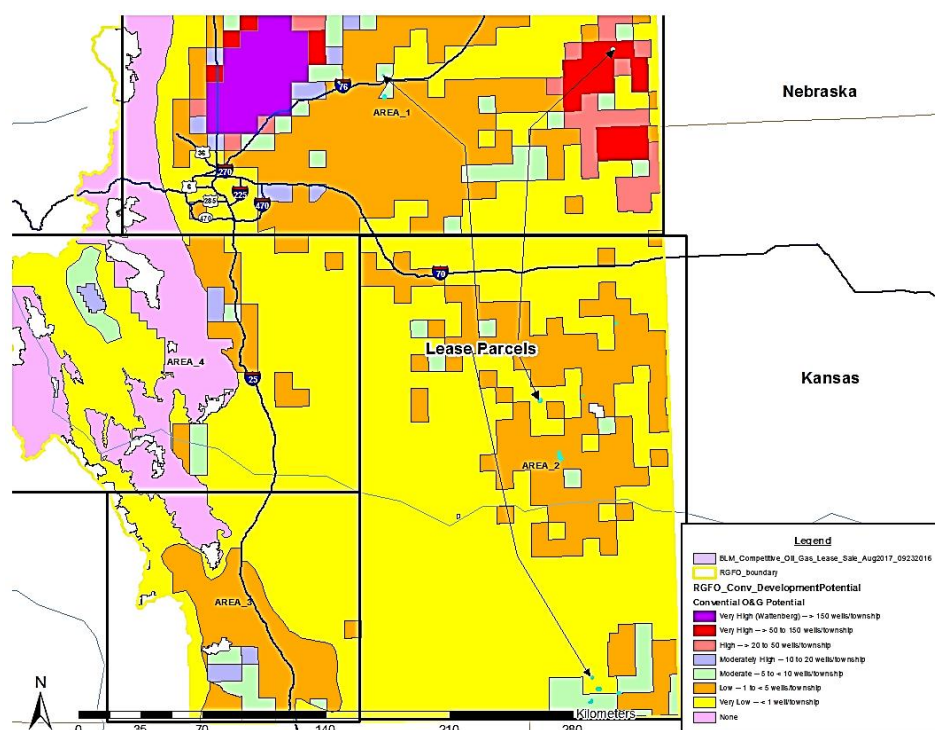 Nebraska
76
AREA_1
36
270
6
225
285
470
470
70
Lease Parcels
AREA_4
Kansas
25
AREA_2
AREA_3
Legend
BLM_Competitive_Oil_Gas_Lease_Sale_Aug2017_09232016
RGFO_boundary
RGFO_Conv_DevelopmentPotential
Convential O&G Potential
Very High (Wattenberg) --> 150 wells/township
Very High --> 50 to 150 wells/township
High --> 20 to 50 wells/township
Moderately High -- 10 to 20 wells/township
Moderate -- 5 to < 10 wells/township
Low -- 1 to < 5 wells/township
Very Low -- < 1 well/township
None
N
Kilometers
0 35 70 140 210 280